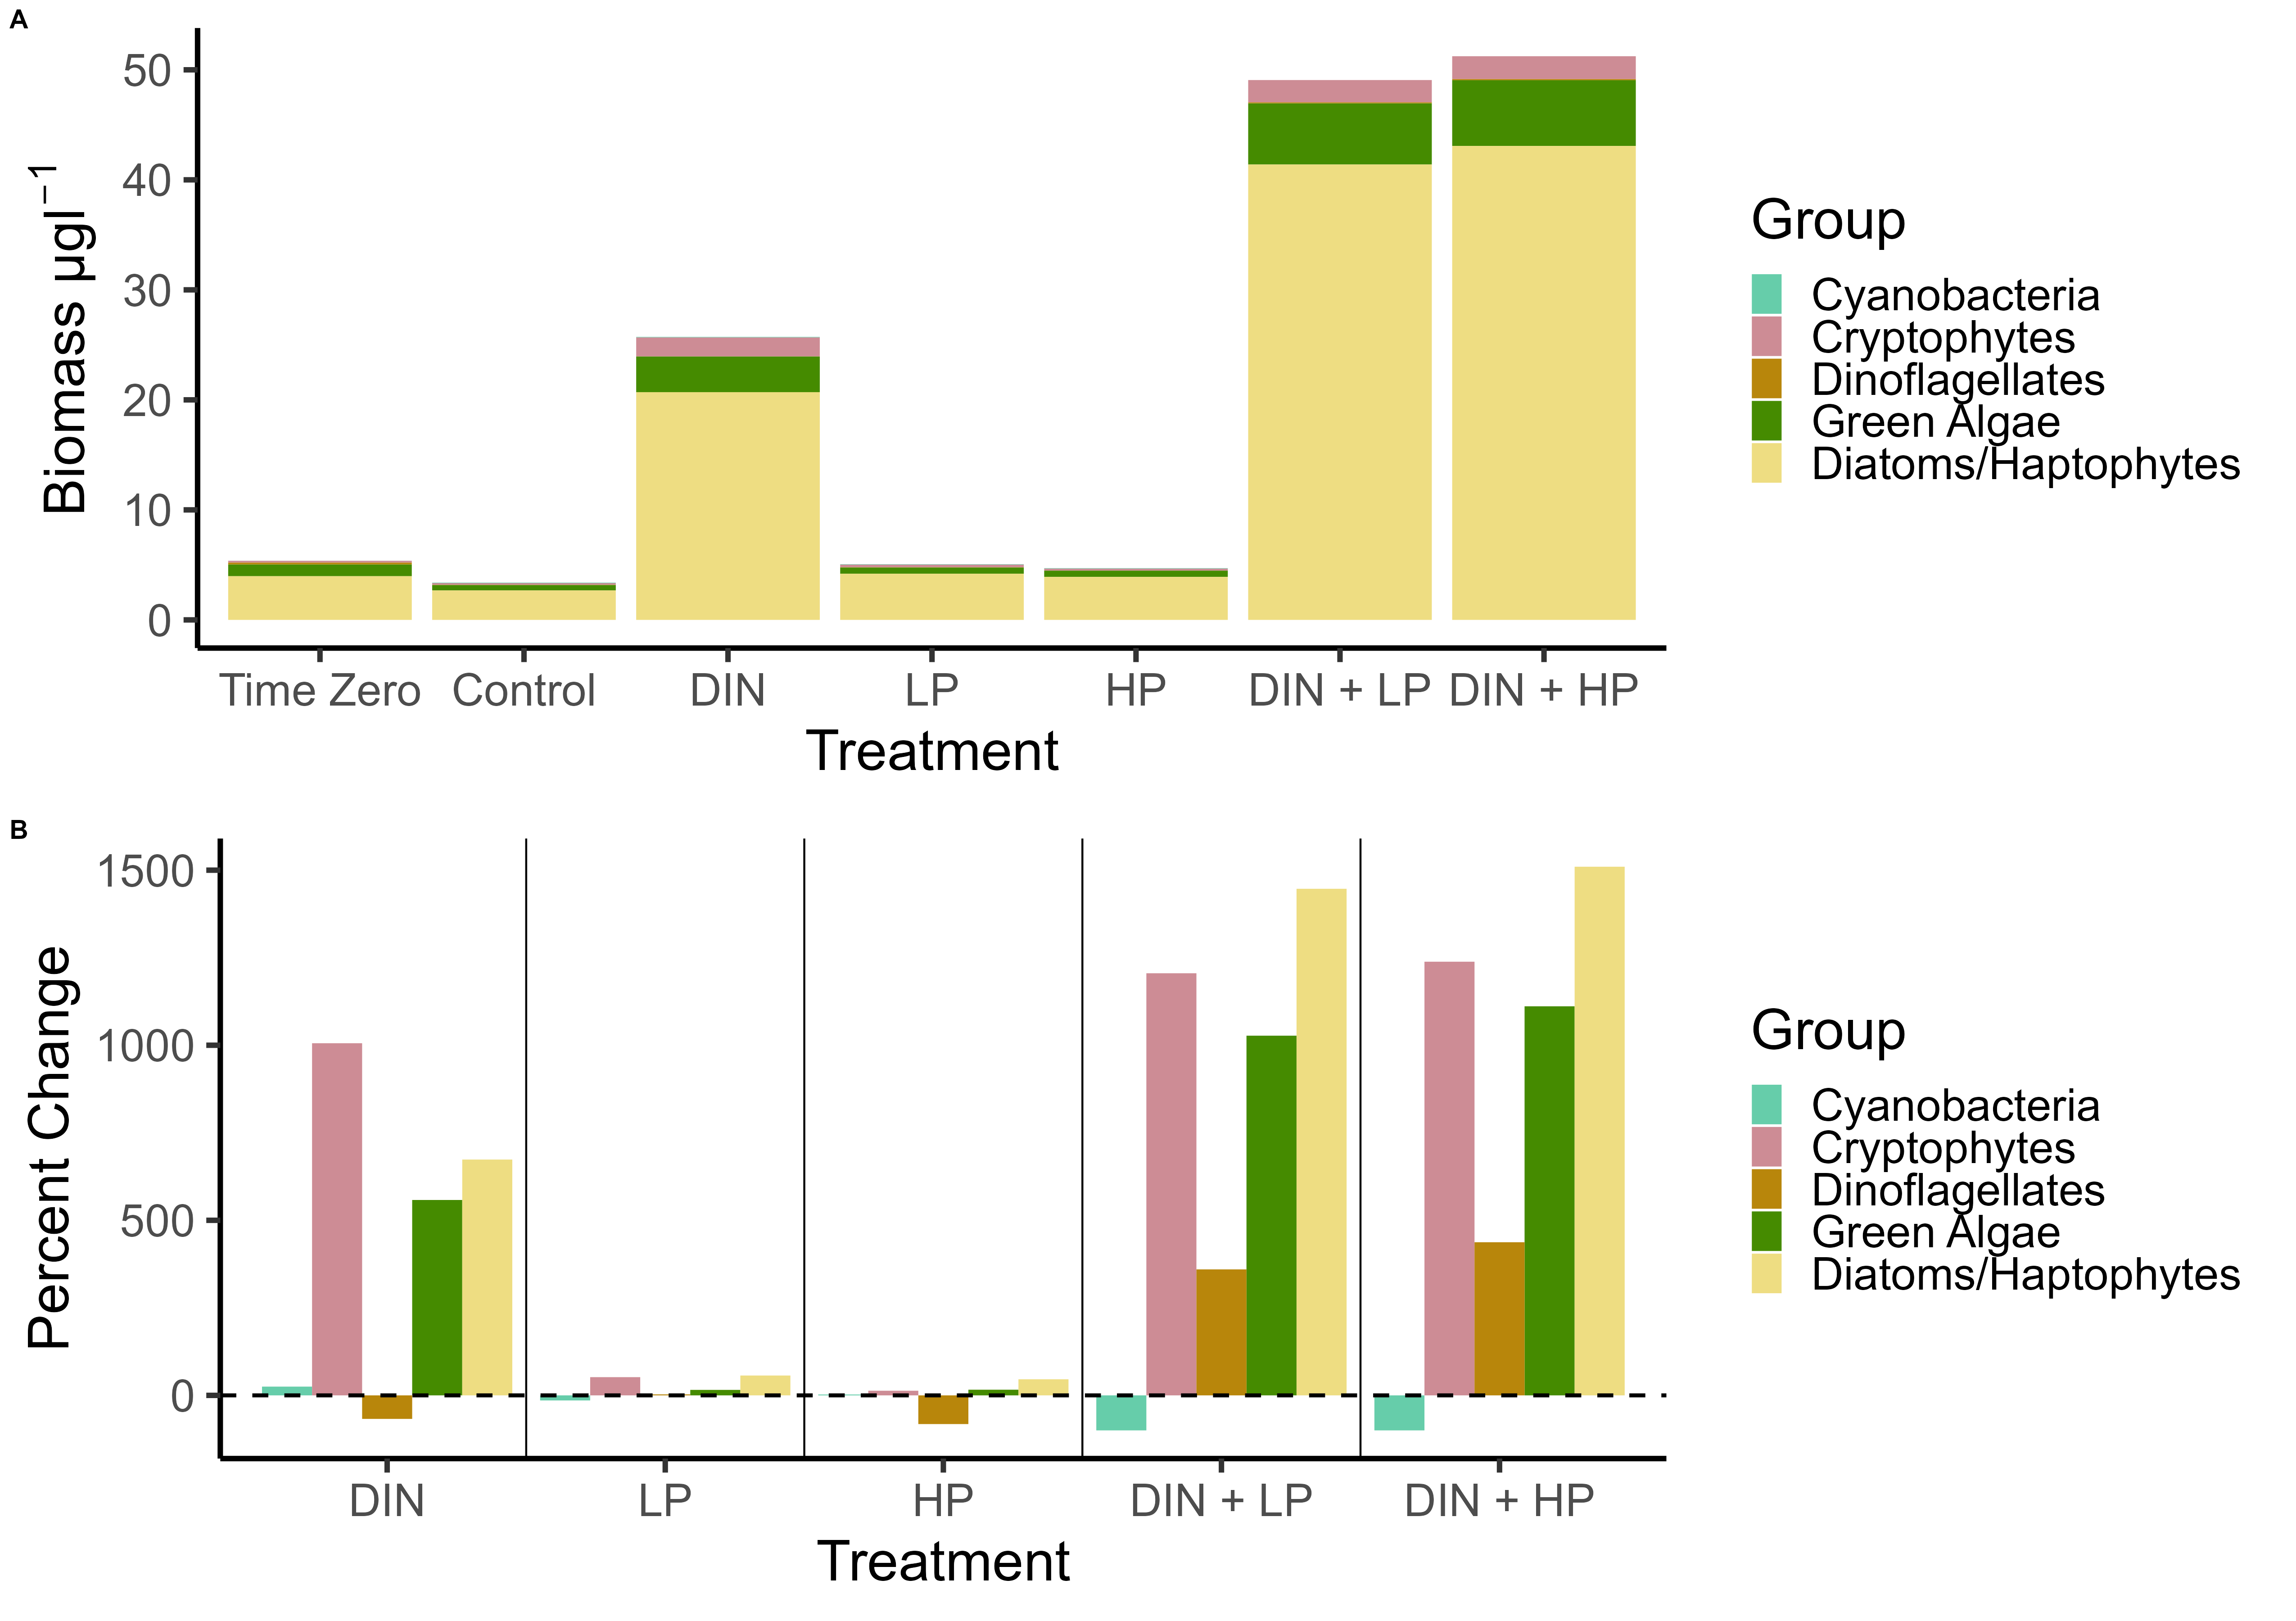 A
50
40
30
20
10
0
Biomass µgl⁻¹
Time Zero Control DIN LP HP DIN + LP DIN + HP
Treatment
Group
Cyanobacteria
Cryptophytes
Dinoflagellates
Green Algae
Diatoms/Haptophytes
B
1500
1000
500
0
Percent Change
DIN LP HP DIN + LP DIN + HP
Treatment
Group
Cyanobacteria
Cryptophytes
Dinoflagellates
Green Algae
Diatoms/Haptophytes